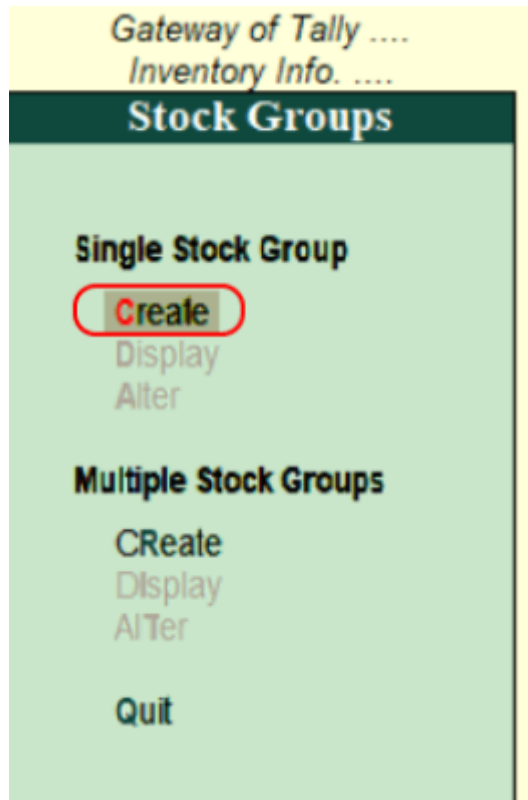 Gateway of Tally ....
Inventory Info. ....
Stock Groups
Single Stock Group
Create
Display
Alter
Multiple Stock Groups
CReate
DIsplay
AlTer
Quit